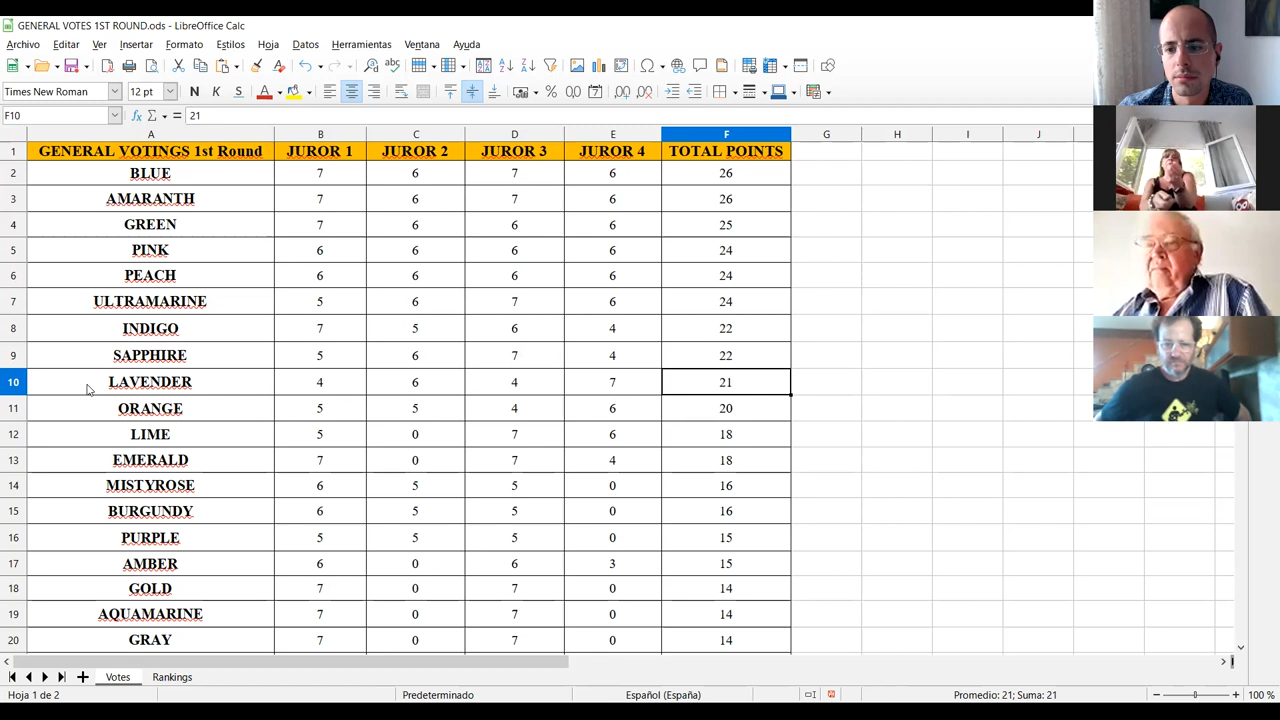 GENERAL VOTES 1ST ROUND.ods - LibreOffice Calc
Archivo Editar Ver Insertar Formato Estilos Hoja Datos Herramientas Ventana Ayuda
Times New Roman 12 pt N K S
F10 21
A B C D E F G H I J
1 GENERAL VOTINGS 1st Round JUROR 1 JUROR 2 JUROR 3 JUROR 4 TOTAL POINTS
2 BLUE 7 6 7 6 26
3 AMARANTH 7 6 7 6 26
4 GREEN 7 6 6 6 25
5 PINK 6 6 6 6 24
6 PEACH 6 6 6 6 24
7 ULTRAMARINE 5 6 7 6 24
8 INDIGO 7 5 6 4 22
9 SAPPHIRE 5 6 7 4 22
10 LAVENDER 4 6 4 7 21
11 ORANGE 5 5 4 6 20
12 LIME 5 0 7 6 18
13 EMERALD 7 0 7 4 18
14 MISTYROSE 6 5 5 0 16
15 BURGUNDY 6 5 5 0 16
16 PURPLE 5 5 5 0 15
17 AMBER 6 0 6 3 15
18 GOLD 7 0 7 0 14
19 AQUAMARINE 7 0 7 0 14
20 GRAY 7 0 7 0 14
Votes Rankings
Hoja 1 de 2 Predeterminado Español (España) Promedio: 21; Suma: 21 100 %